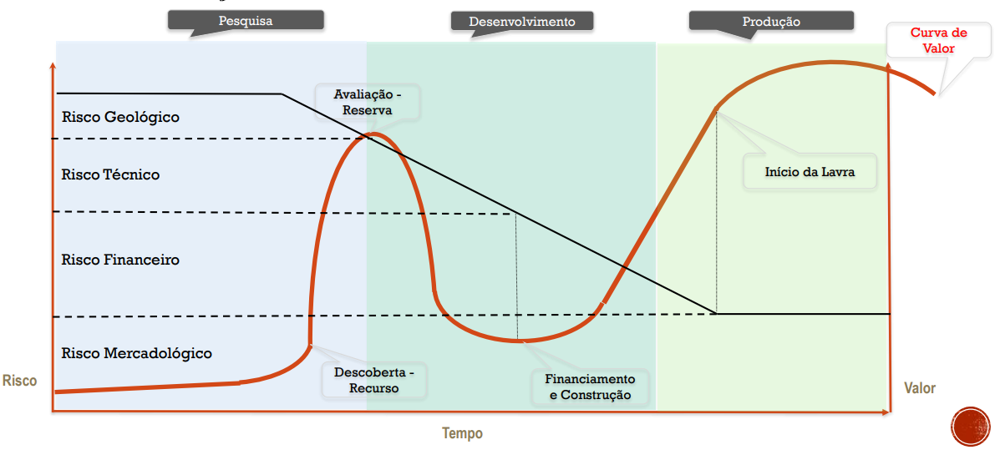 Pesquisa
Desenvolvimento
Produção
Curva de
Valor
Avaliação -
Reserva
Risco Geológico
Risco Técnico
Início da Lavra
Risco Financeiro
Risco Mercadológico
Descoberta -
Recurso
Financiamento
e Construção
Risco
Valor
Tempo